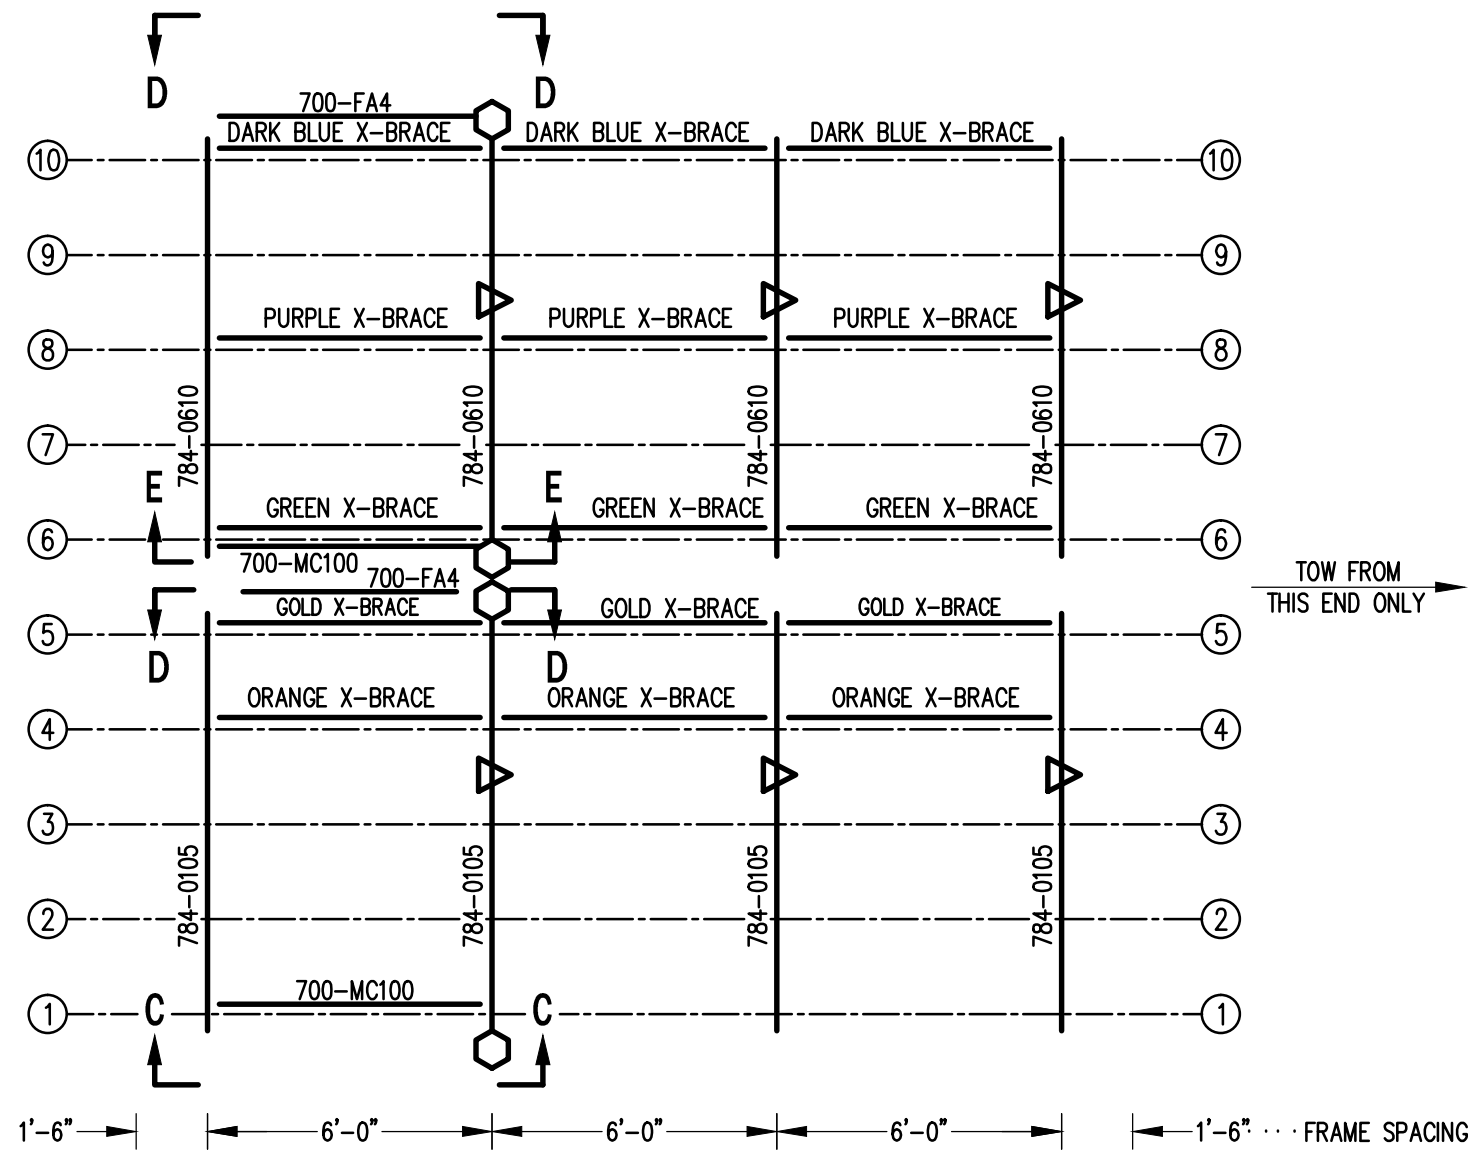 D D
700-FA4
DARK BLUE X-BRACE DARK BLUE X-BRACE DARK BLUE X-BRACE
10 10
9 9
PURPLE X-BRACE PURPLE X-BRACE PURPLE X-BRACE
8 8
784-0610 784-0610 784-0610 784-0610
7 7
E E
GREEN X-BRACE GREEN X-BRACE GREEN X-BRACE
6 6
700-MC100
TOW FROM
THIS END ONLY
700-FA4
GOLD X-BRACE GOLD X-BRACE GOLD X-BRACE
5 5
D D
ORANGE X-BRACE ORANGE X-BRACE ORANGE X-BRACE
4 4
3 3
784-0105 784-0105 784-0105 784-0105
2 2
700-MC100
1 C C 1
1'-6" 6'-0" 6'-0" 6'-0" 1'-6" · · · FRAME SPACING